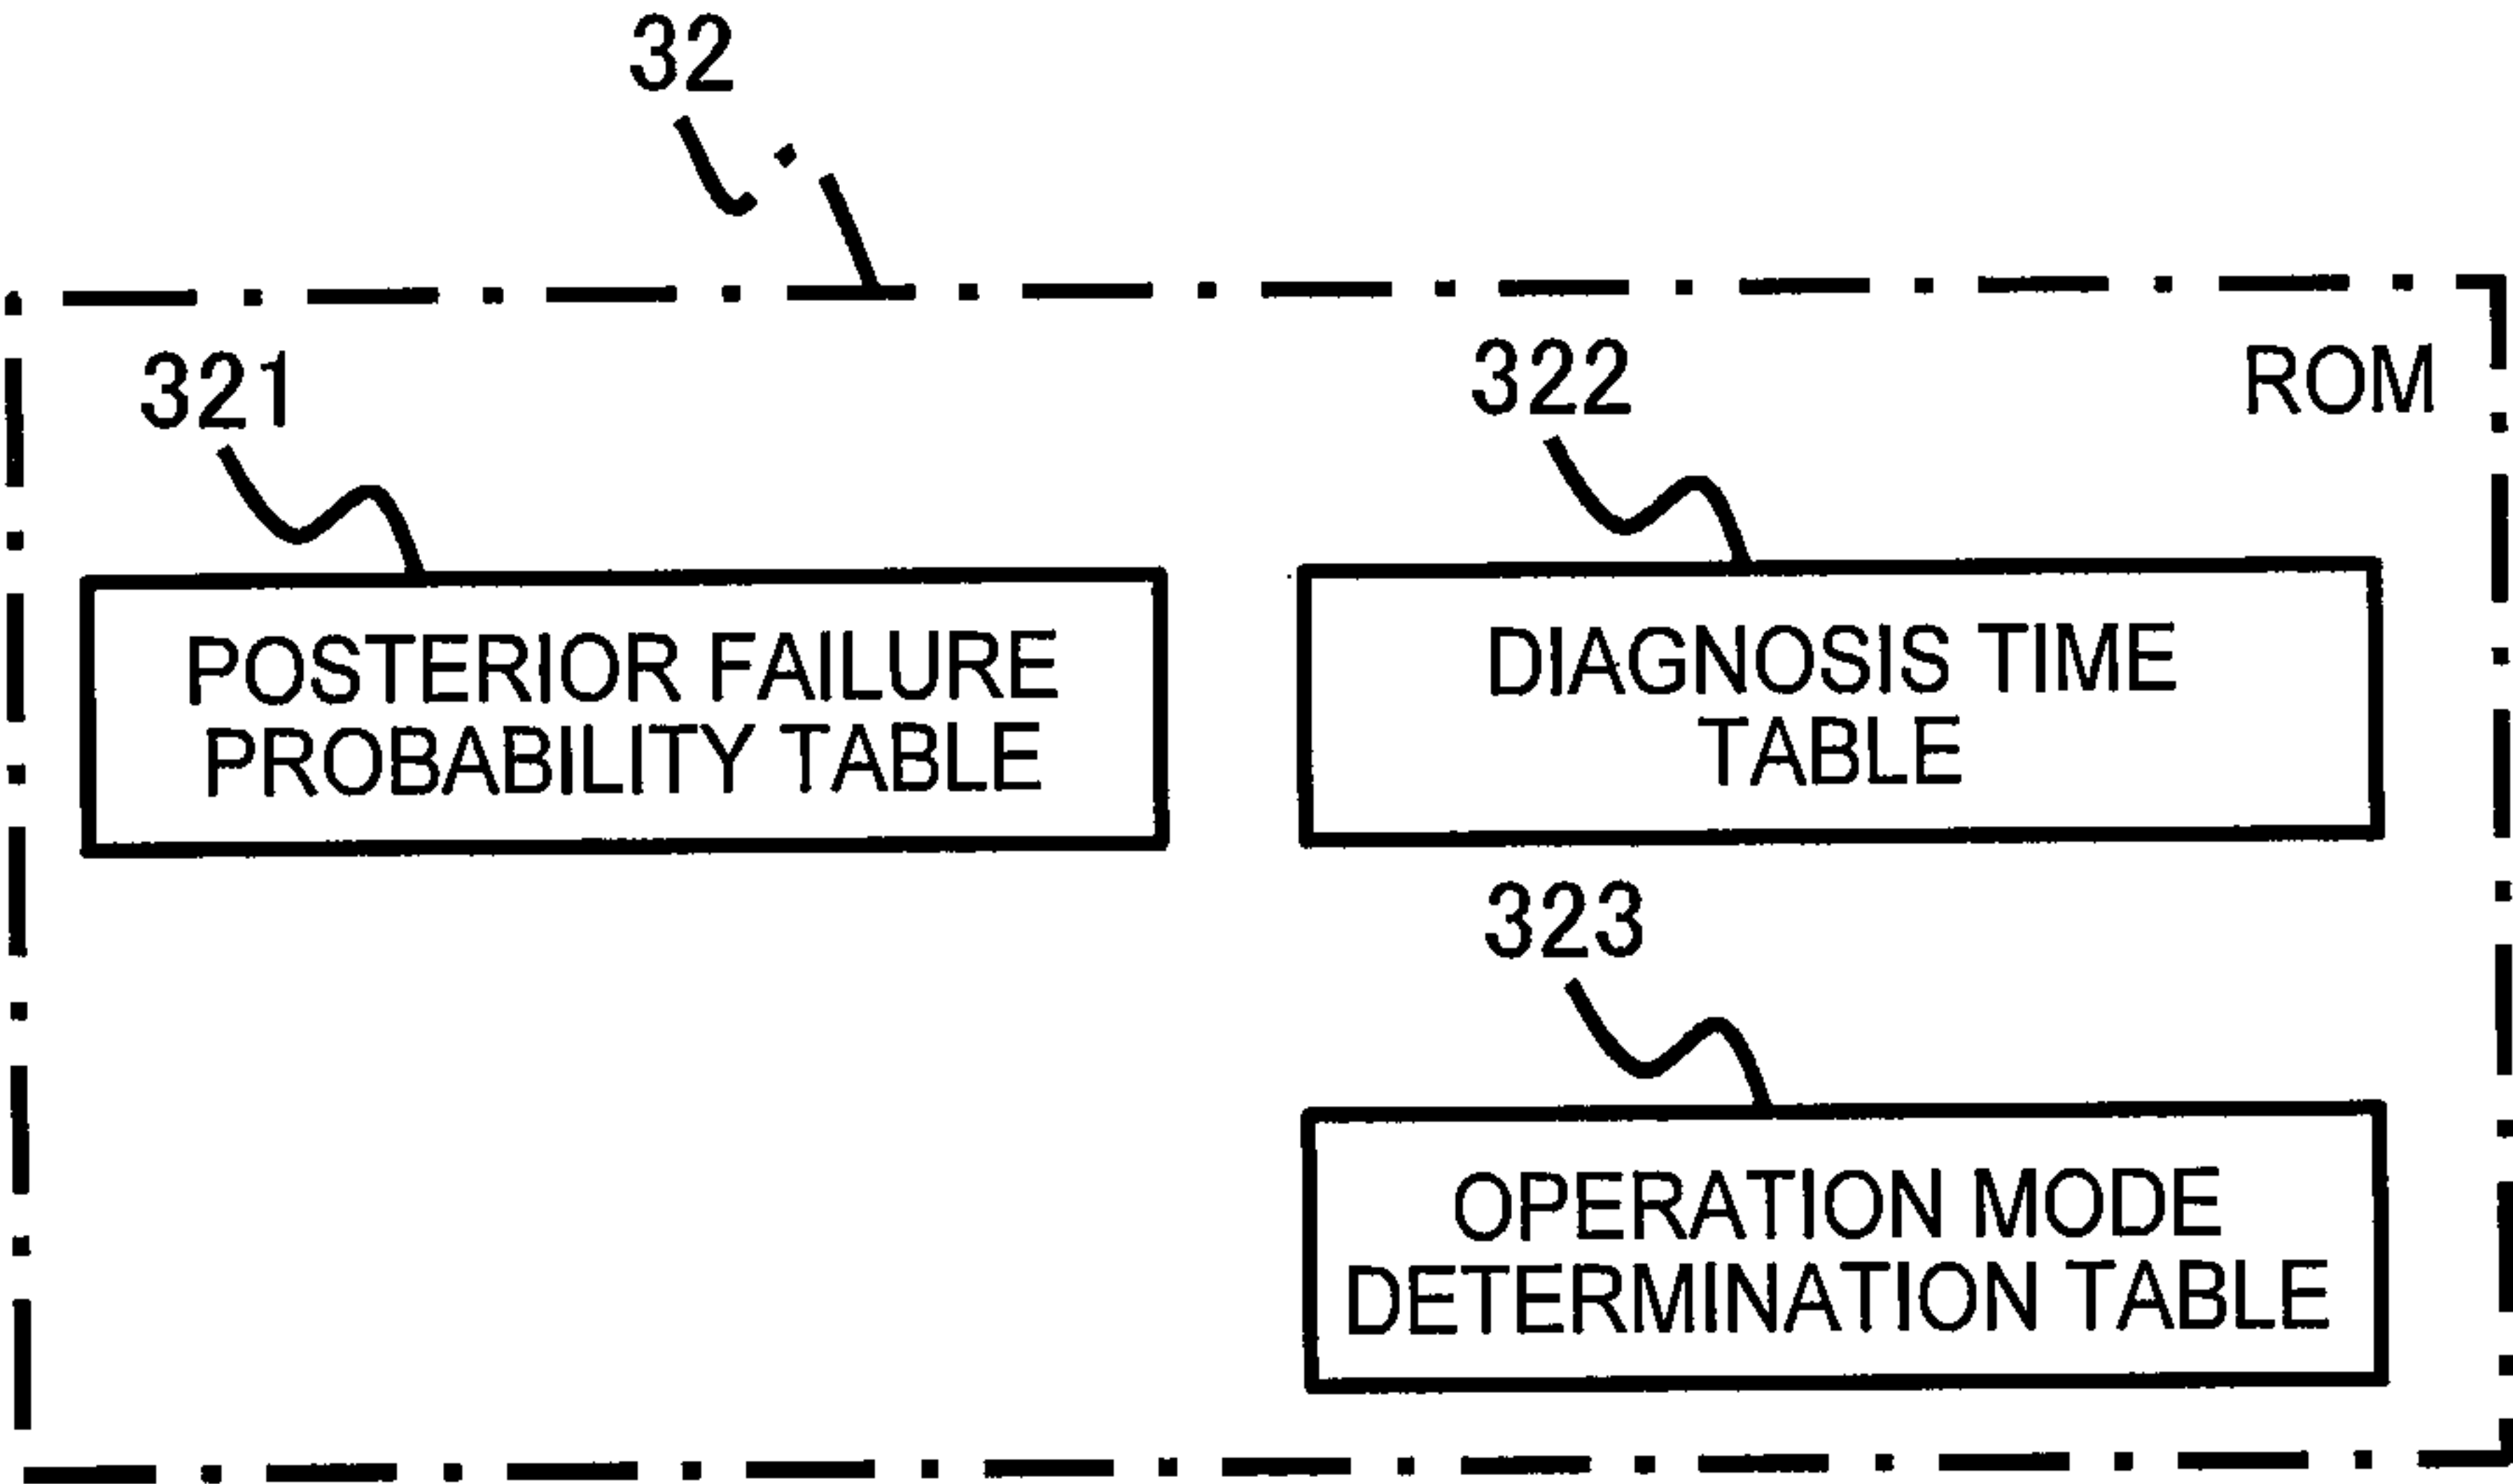 32
ROM
321
322
POSTERIOR FAILURE
PROBABILITY TABLE
DIAGNOSIS TIME
TABLE
323
OPERATION MODE
DETERMINATION TABLE